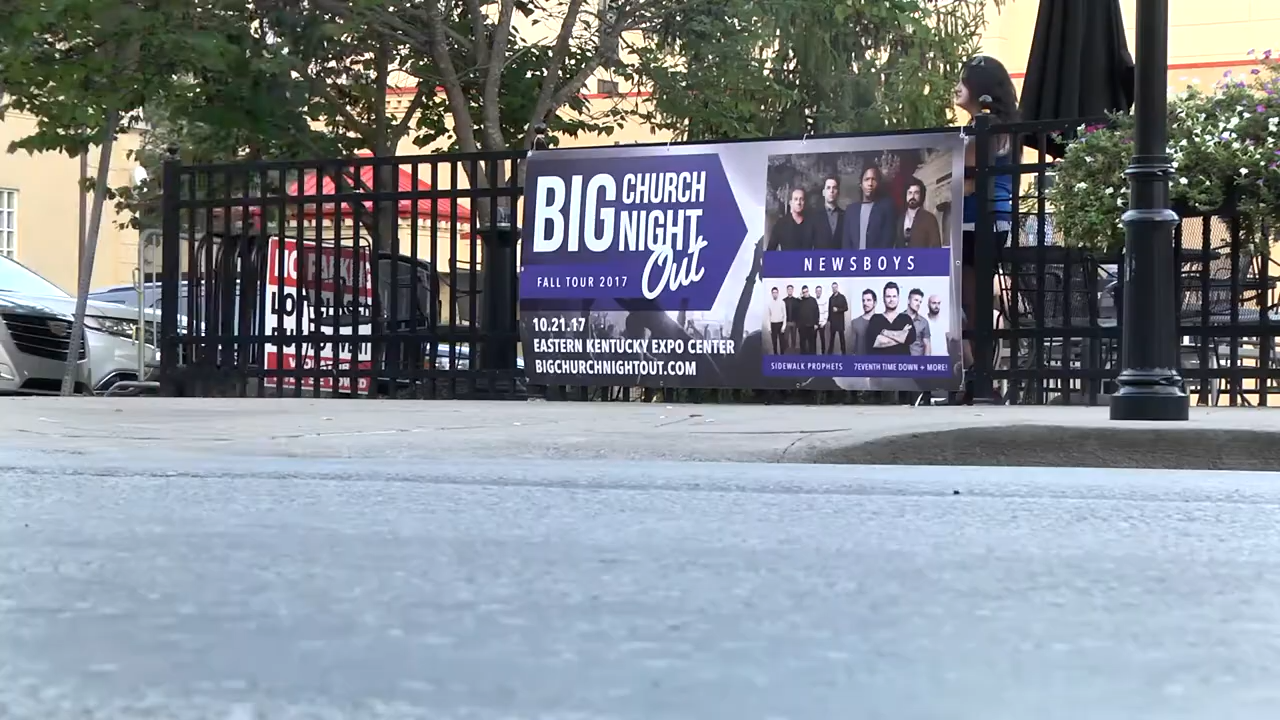 BIG CHURCH
NIGHT
Out
FALL TOUR 2017
10.21.17
EASTERN KENTUCKY EXPO CENTER
BIGCHURCHNIGHTOUT.COM
NEWSBOYS
SIDEWALK PROPHETS 7EVENTH TIME DOWN + MORE!